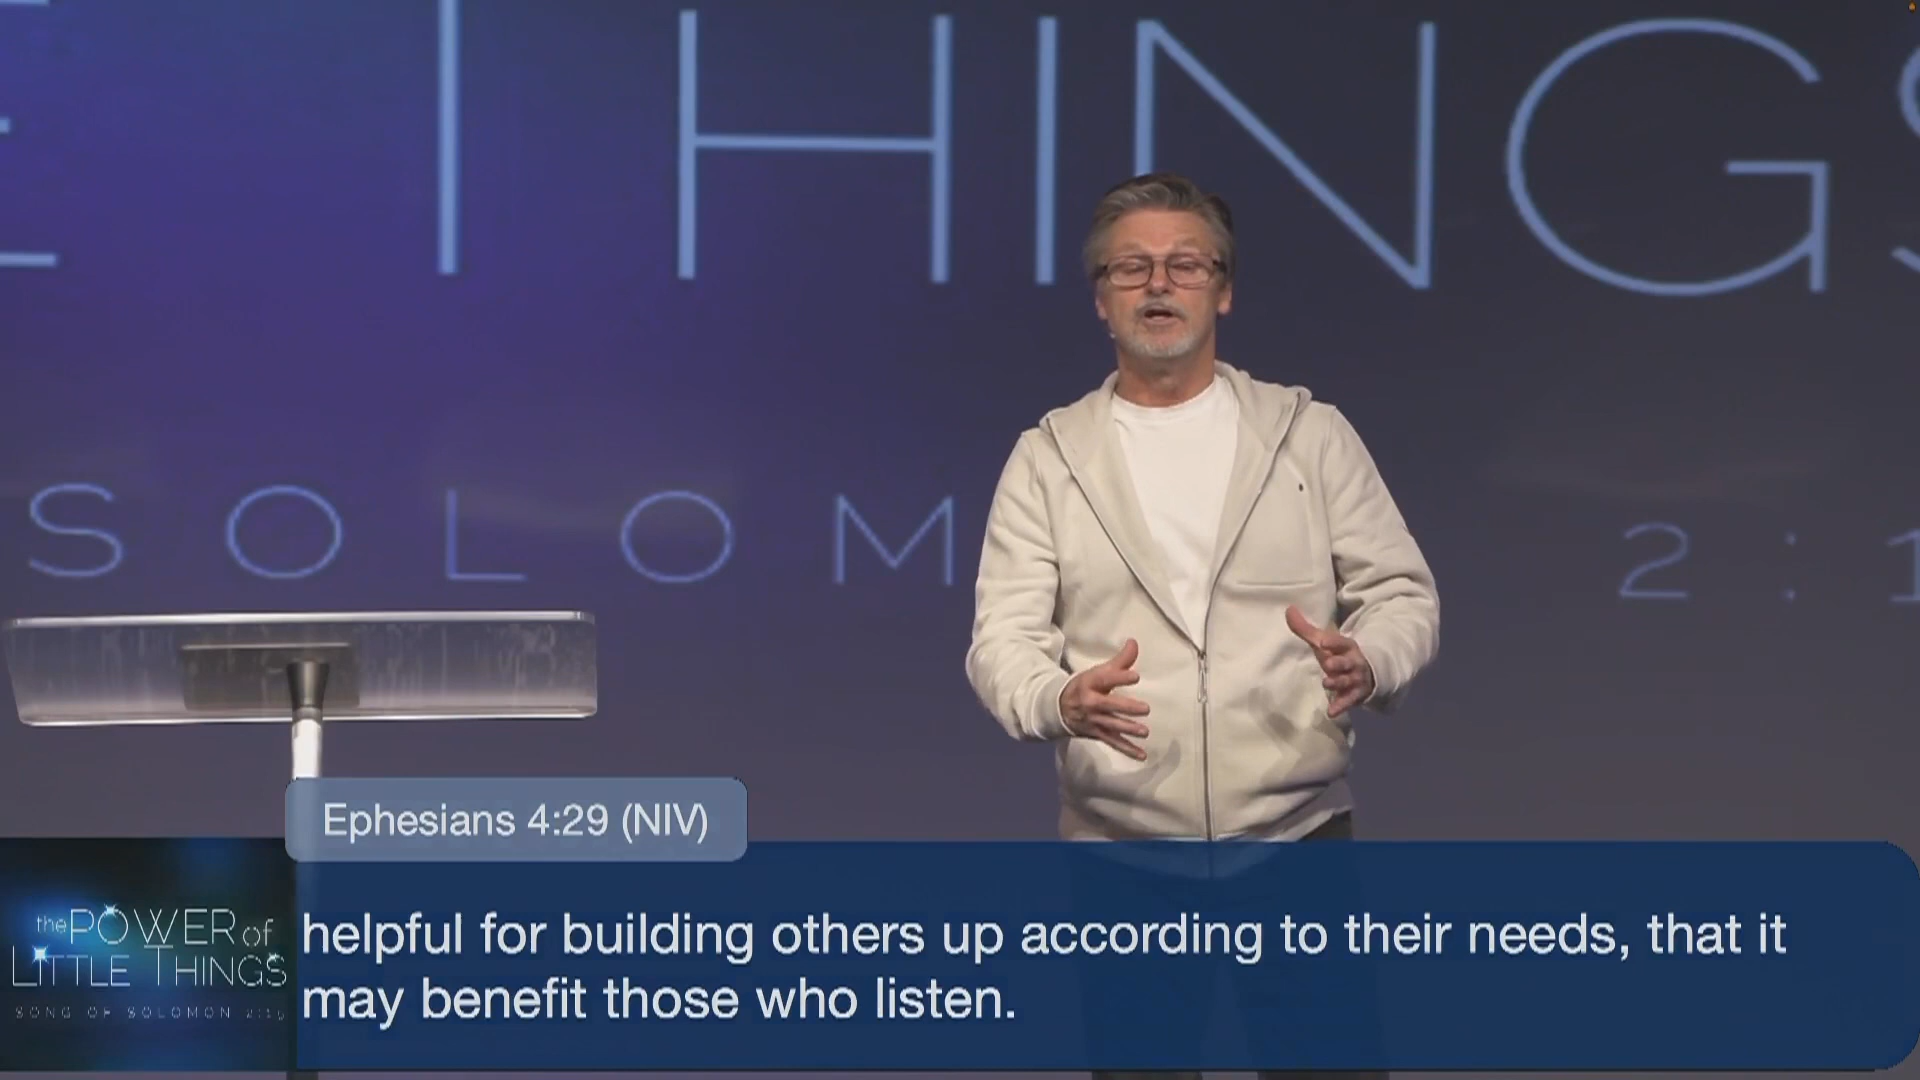 E THINGS
SOLOMON 2:1
Ephesians 4:29 (NIV)
helpful for building others up according to their needs, that it
may benefit those who listen.
the POWER of
LITTLE THINGS
SONG OF SOLOMON 2:15